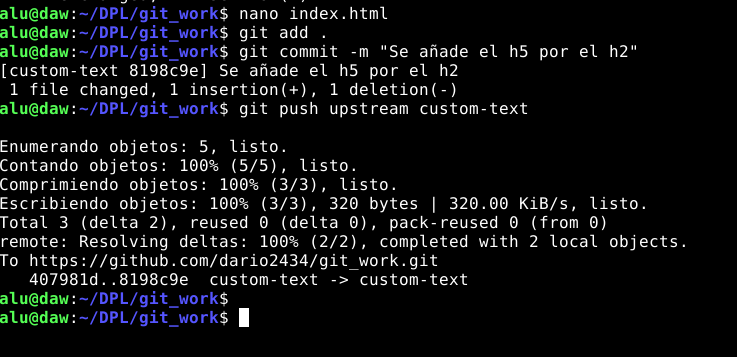 alu@daw:~/DPL/git_work$ nano index.html
alu@daw:~/DPL/git_work$ git add .
alu@daw:~/DPL/git_work$ git commit -m "Se añade el h5 por el h2"
[custom-text 8198c9e] Se añade el h5 por el h2
 1 file changed, 1 insertion(+), 1 deletion(-)
alu@daw:~/DPL/git_work$ git push upstream custom-text
Enumerando objetos: 5, listo.
Contando objetos: 100% (5/5), listo.
Comprimiendo objetos: 100% (3/3), listo.
Escribiendo objetos: 100% (3/3), 320 bytes | 320.00 KiB/s, listo.
Total 3 (delta 2), reused 0 (delta 0), pack-reused 0 (from 0)
remote: Resolving deltas: 100% (2/2), completed with 2 local objects.
To https://github.com/dario2434/git_work.git
   407981d..8198c9e  custom-text -> custom-text
alu@daw:~/DPL/git_work$
alu@daw:~/DPL/git_work$